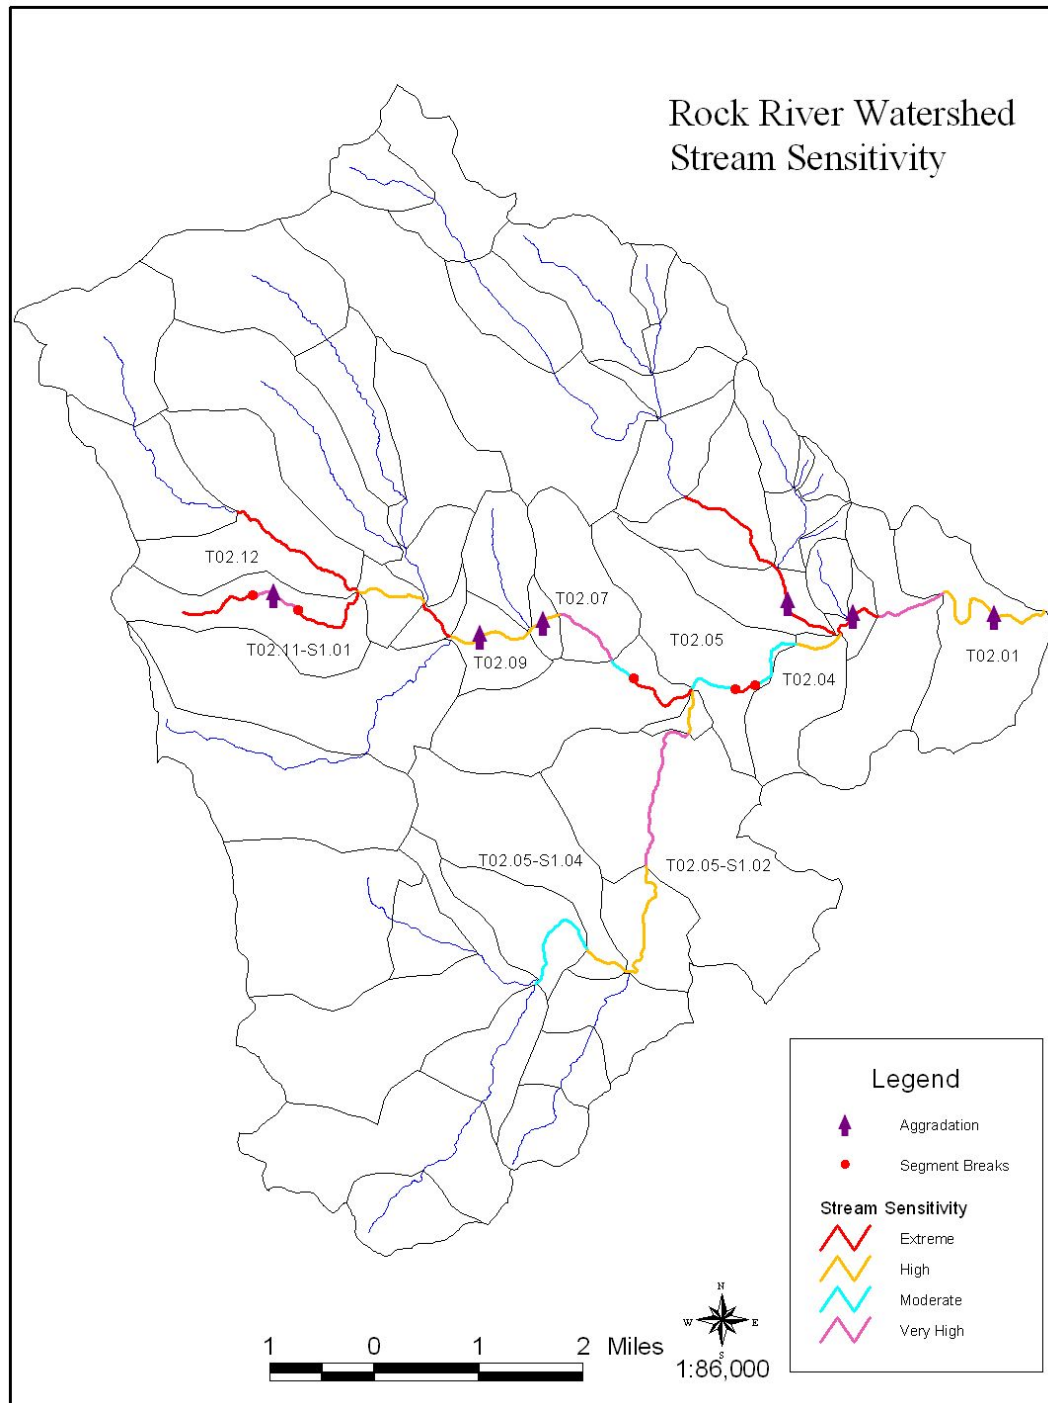 Rock River Watershed
Stream Sensitivity
T02.12
T02.11-S1.01
T02.09
T02.07
T02.05
T02.04
T02.01
T02.05-S1.04
T02.05-S1.02
Legend
Aggradation
Segment Breaks
Stream Sensitivity
Extreme
High
Moderate
Very High
N
W E
S
1 0 1 2 Miles
1:86,000